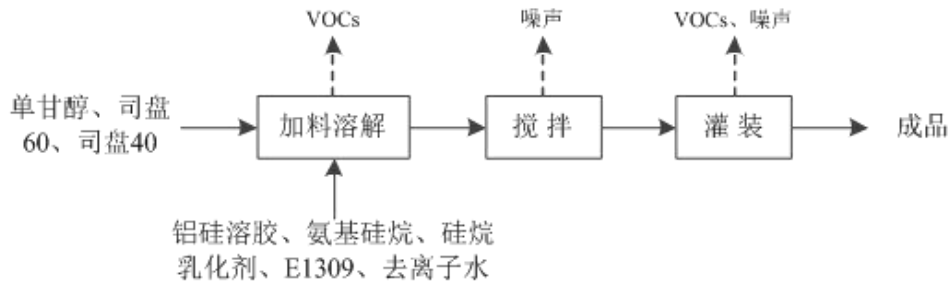 VOCs
噪声
VOCs、噪声
单甘醇、司盘
60、司盘40
加料溶解
搅拌
灌装
成品
铝硅溶胶、氨基硅烷、硅烷
乳化剂、E1309、去离子水